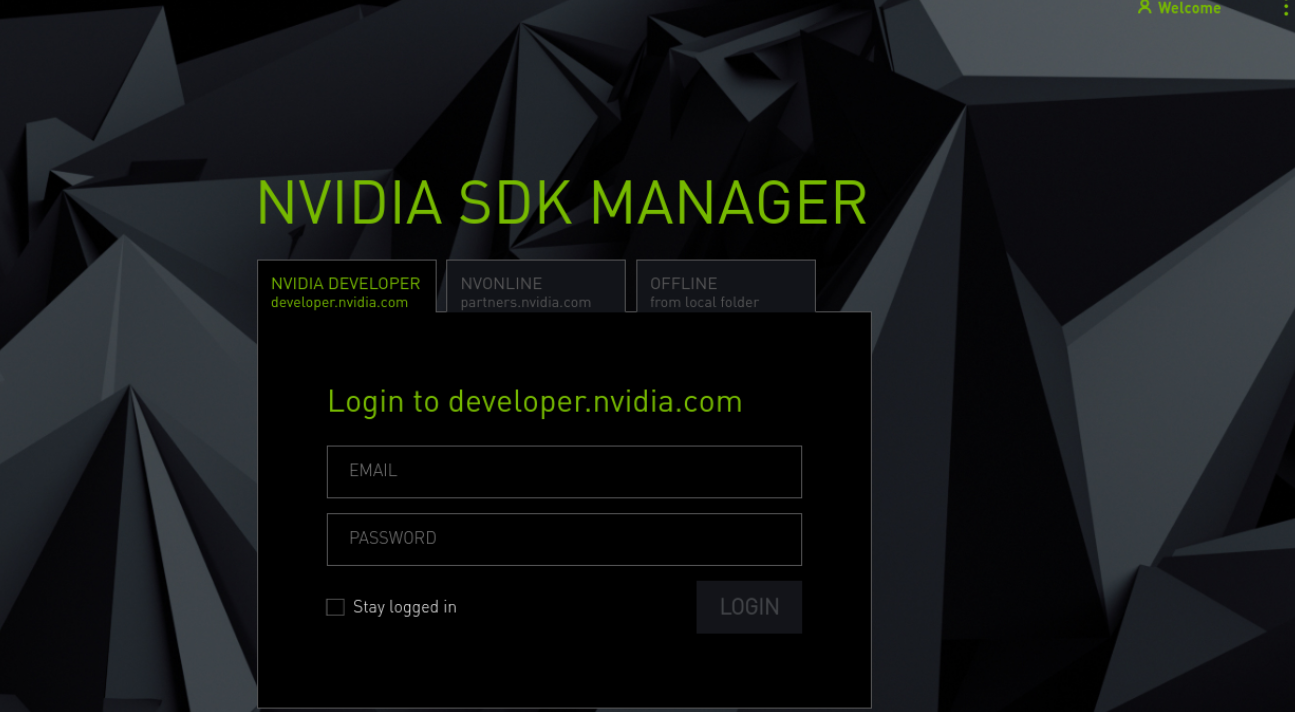 Welcome
NVIDIA SDK MANAGER
NVIDIA DEVELOPER
developer.nvidia.com
NVONLINE
partners.nvidia.com
OFFLINE
from local folder
Login to developer.nvidia.com
EMAIL
PASSWORD
Stay logged in
LOGIN